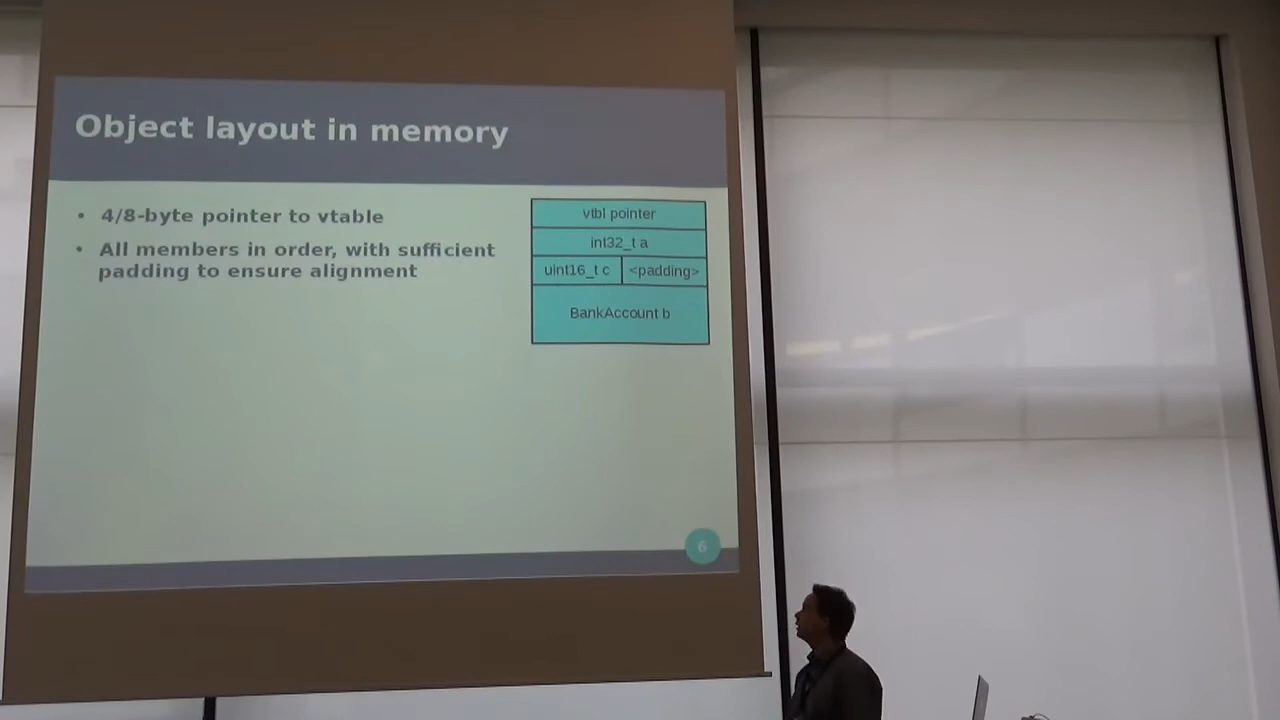 Object layout in memory
• 4/8-byte pointer to vtable
• All members in order, with sufficient
padding to ensure alignment
vtbl pointer
int32_t a
uint16_t c <padding>
BankAccount b
6